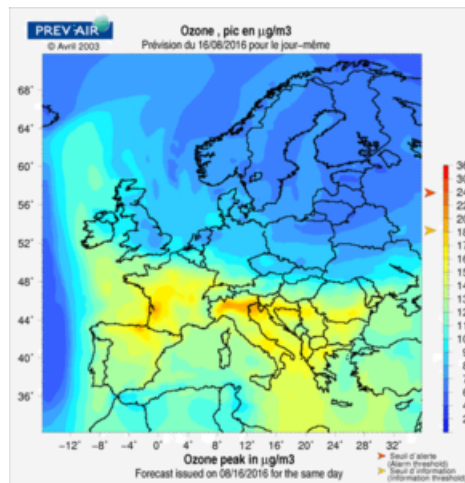 PREV'AIR
© Avril 2003
Ozone , pic en µg/m3
Prévision du 16/08/2016 pour le jour-même
68°
64°
60°
56°
52°
48°
44°
40°
36°
-12° -8° -4° 0° 4° 8° 12° 16° 20° 24° 28° 32°
Ozone peak in µg/m3
Forecast issued on 08/16/2016 for the same day
Seuil d'alerte
(Alarm threshold)
Seuil d'information
(Information threshold)